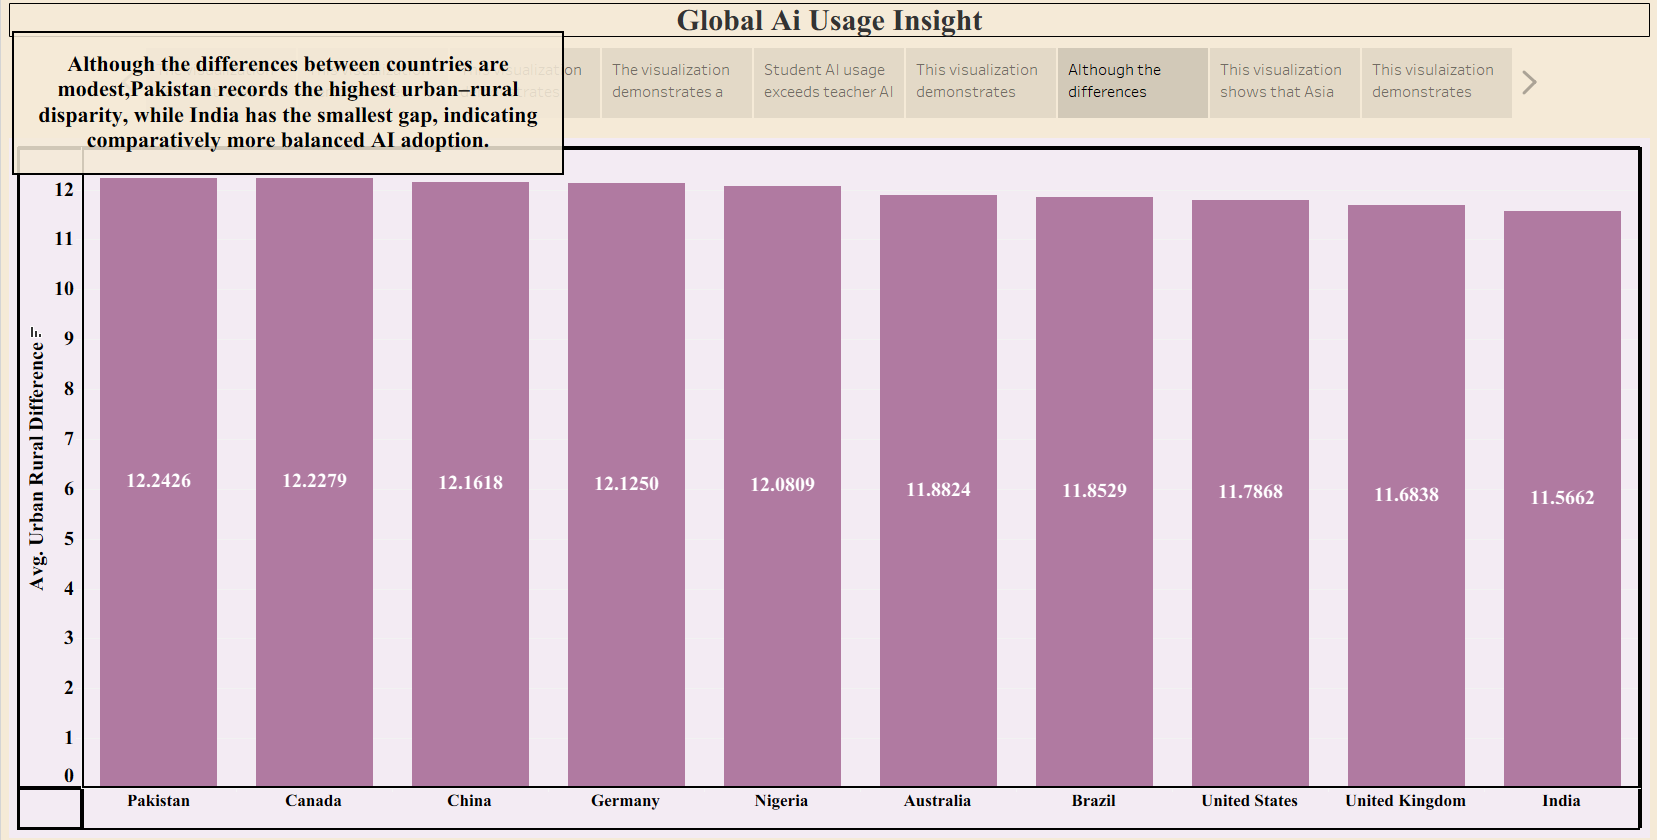 Global Ai Usage Insight
Although the differences between countries are
modest,Pakistan records the highest urban–rural
disparity, while India has the smallest gap, indicating
comparatively more balanced AI adoption.
The visualization
demonstrates a
Student AI usage
exceeds teacher AI
This visualization
demonstrates
Although the
differences
This visualization
shows that Asia
This visulaization
demonstrates
Avg. Urban Rural Difference
12
11
10
9
8
7
6
5
4
3
2
1
0
12.2426
12.2279
12.1618
12.1250
12.0809
11.8824
11.8529
11.7868
11.6838
11.5662
Pakistan
Canada
China
Germany
Nigeria
Australia
Brazil
United States
United Kingdom
India